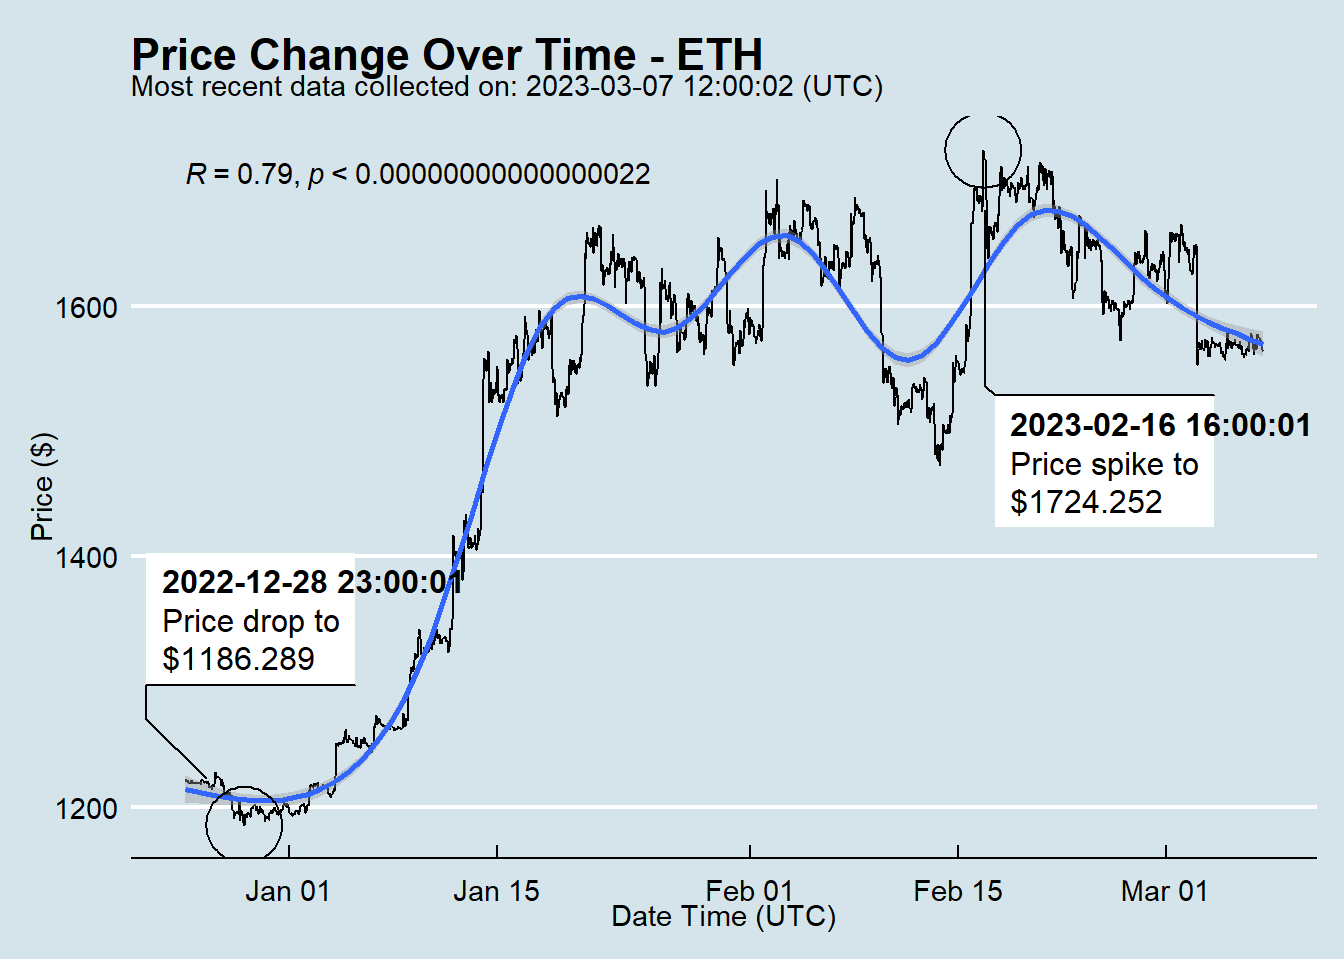 Price Change Over Time - ETH
Most recent data collected on: 2023-03-07 12:00:02 (UTC)
R = 0.79, p < 0.00000000000000022
1600
2023-02-16 16:00:01
Price spike to
$1724.252
Price ($)
1400
2022-12-28 23:00:01
Price drop to
$1186.289
1200
Jan 01
Jan 15
Feb 01
Feb 15
Mar 01
Date Time (UTC)